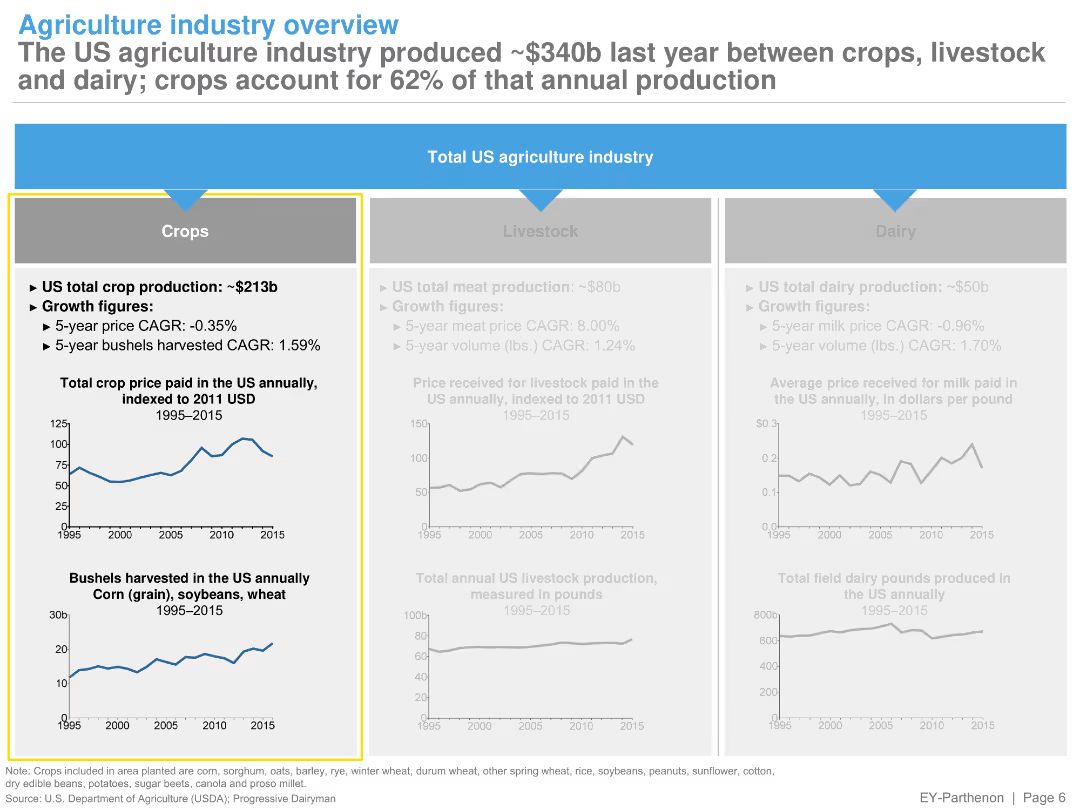 Agriculture industry overview
The US agriculture industry produced ~$340b last year between crops, livestock
and dairy; crops account for 62% of that annual production
Total US agriculture industry
Crops
► US total crop production: ~$213b
► Growth figures:
► 5-year price CAGR: -0.35%
► 5-year bushels harvested CAGR: 1.59%
Total crop price paid in the US annually,
indexed to 2011 USD
1995–2015
125
100
75
50
25
0
1995 2000 2005 2010 2015
Bushels harvested in the US annually
Corn (grain), soybeans, wheat
1995–2015
30b
20
10
0
1995 2000 2005 2010 2015
Livestock
► US total meat production: ~$80b
► Growth figures:
► 5-year meat price CAGR: 8.00%
► 5-year volume (lbs.) CAGR: 1.24%
Price received for livestock paid in the
US annually, indexed to 2011 USD
1995–2015
150
100
50
0
1995 2000 2005 2010 2015
Total annual US livestock production,
measured in pounds
1995–2015
100b
80
60
40
20
0
1995 2000 2005 2010 2015
Dairy
► US total dairy production: ~$50b
► Growth figures:
► 5-year milk price CAGR: -0.96%
► 5-year volume (lbs.) CAGR: 1.70%
Average price received for milk paid in
the US annually, in dollars per pound
1995–2015
$0.3
0.2
0.1
0.0
1995 2000 2005 2010 2015
Total field dairy pounds produced in
the US annually
1995–2015
800b
600
400
200
0
1995 2000 2005 2010 2015
Note: Crops included in area planted are corn, sorghum, oats, barley, rye, winter wheat, durum wheat, other spring wheat, rice, soybeans, peanuts, sunflower, cotton,
dry edible beans, potatoes, sugar beets, canola and proso millet.
Source: U.S. Department of Agriculture (USDA); Progressive Dairyman
EY-Parthenon | Page 6